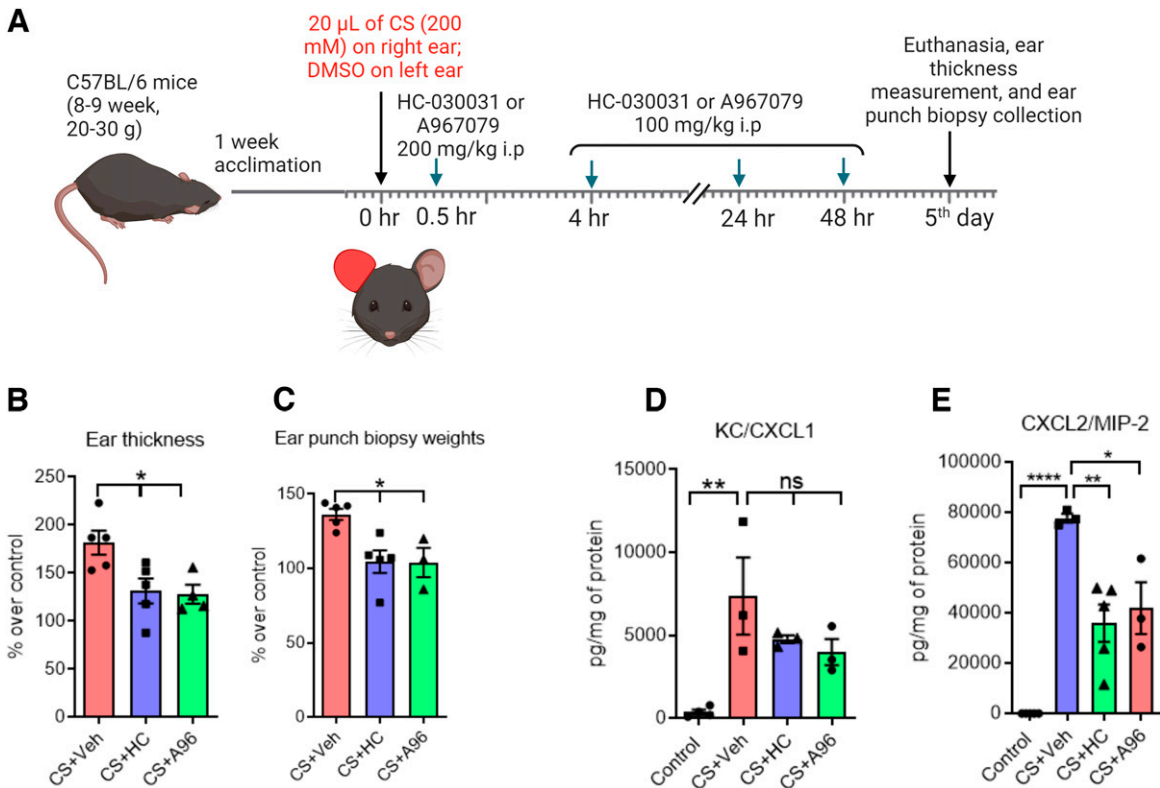 A
C57BL/6 mice
(8-9 week,
20-30 g)
1 week
acclimation
20 µL of CS (200
mM) on right ear;
DMSO on left ear
HC-030031 or
A967079
200 mg/kg i.p
HC-030031 or A967079
100 mg/kg i.p
Euthanasia, ear
thickness
measurement, and ear
punch biopsy collection
0 hr
0.5 hr
4 hr
24 hr
48 hr
5th day
B
Ear thickness
% over control
250
200
150
100
50
0
*
CS+Veh
CS+HC
CS+A96
C
Ear punch biopsy weights
% over control
150
100
50
0
*
CS+Veh
CS+HC
CS+A96
D
KC/CXCL1
pg/mg of protein
15000
10000
5000
0
**
ns
Control
CS+Veh
CS+HC
CS+A96
E
CXCL2/MIP-2
pg/mg of protein
100000
80000
60000
40000
20000
0
****
**
*
Control
CS+Veh
CS+HC
CS+A96